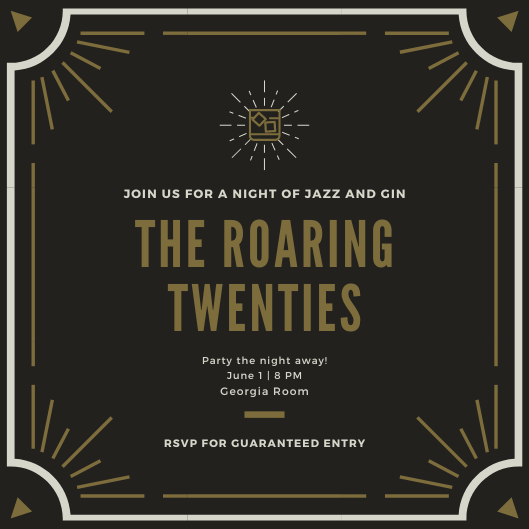 JOIN US FOR A NIGHT OF JAZZ AND GIN
THE ROARING
TWENTIES
Party the night away!
June 1 | 8 PM
Georgia Room
RSVP FOR GUARANTEED ENTRY